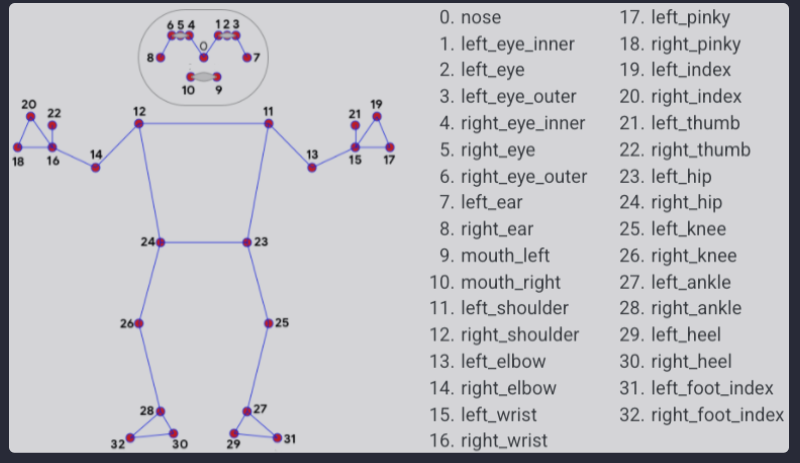 6 5 4 1 2 3
0
8 7
10 9
20 22 12 11 21 19
18 16 14 13 15 17
24 23
26 25
28 27
32 30 29 31
0. nose
1. left_eye_inner
2. left_eye
3. left_eye_outer
4. right_eye_inner
5. right_eye
6. right_eye_outer
7. left_ear
8. right_ear
9. mouth_left
10. mouth_right
11. left_shoulder
12. right_shoulder
13. left_elbow
14. right_elbow
15. left_wrist
16. right_wrist
17. left_pinky
18. right_pinky
19. left_index
20. right_index
21. left_thumb
22. right_thumb
23. left_hip
24. right_hip
25. left_knee
26. right_knee
27. left_ankle
28. right_ankle
29. left_heel
30. right_heel
31. left_foot_index
32. right_foot_index